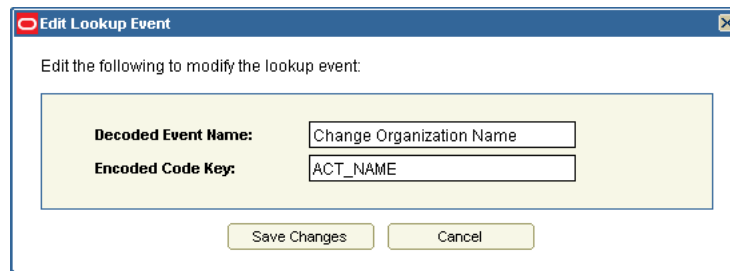 Edit Lookup Event
Edit the following to modify the lookup event:
Decoded Event Name: Change Organization Name
Encoded Code Key: ACT_NAME
Save Changes Cancel